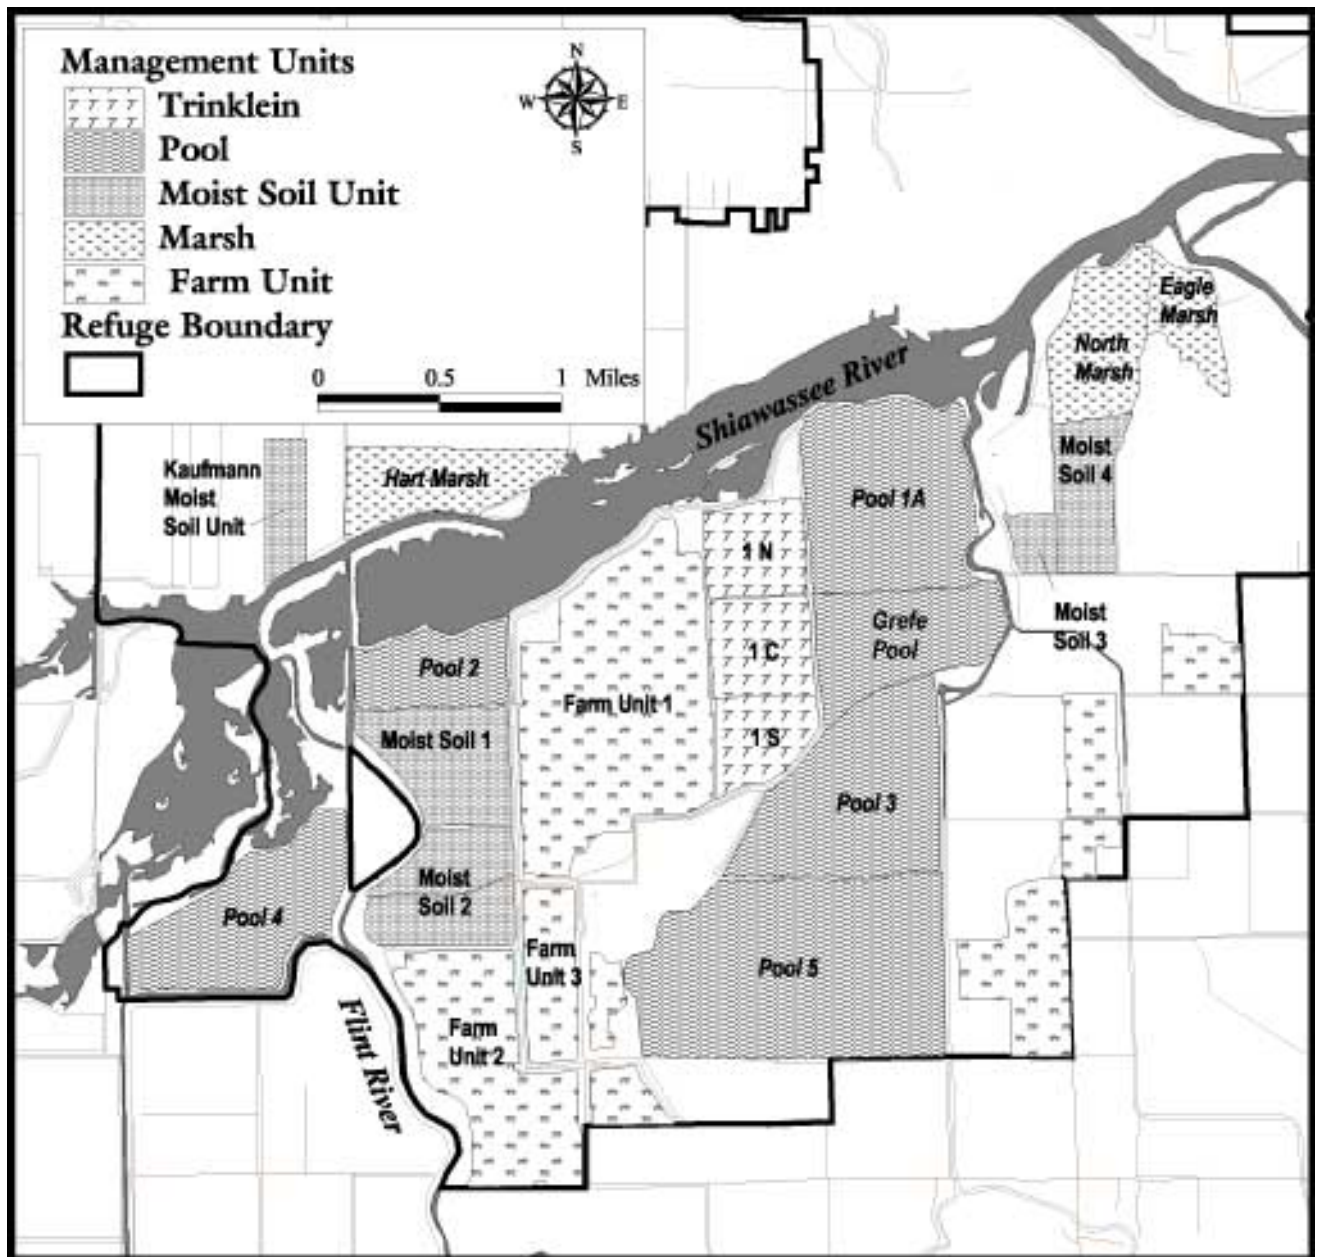 Management Units
N
W E
S
Trinklein
Pool
Moist Soil Unit
Marsh
Farm Unit
Refuge Boundary
0 0.5 1 Miles
Eagle
Marsh
North
Marsh
Shiawassee River
Kaufmann
Moist
Soil Unit
Hart Marsh
Moist
Soil 4
Pool 1A
1 N
Moist
Soil 3
Grefe
Pool
1 C
Pool 2
Farm Unit 1
Moist Soil 1
1 S
Pool 3
Moist
Soil 2
Pool 4
Farm
Unit 3
Pool 5
Farm
Unit 2
Flint River